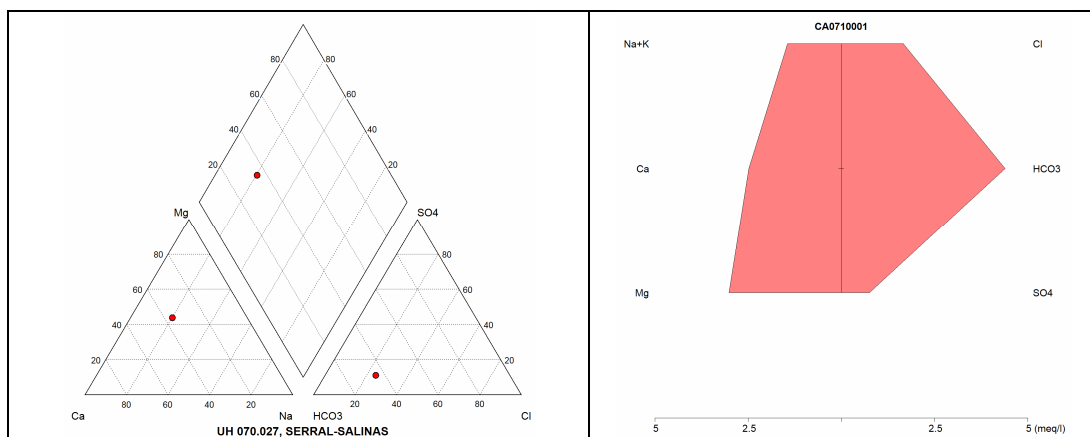 80 80
60 60
40 40
20 20
Mg SO4
80 80
60 60
40 40
20 20
80 60 40 20 20 40 60 80
Ca Na HCO3 Cl
UH 070.027, SERRAL-SALINAS
CA0710001
Na+K Cl
Ca HCO3
Mg SO4
5 2.5 2.5 5 (meq/l)